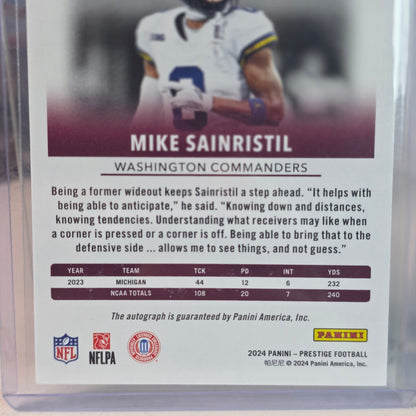 MIKE SAINRISTIL
WASHINGTON COMMANDERS
Being a former wideout keeps Sainristil a step ahead. “It helps with
being able to anticipate,” he said. “Knowing down and distances,
knowing tendencies. Understanding what receivers may like when
a corner is pressed or a corner is off. Being able to bring that to the
defensive side ... allows me to see things, and not guess.”
YEAR TEAM TCK PD INT YDS
2023 MICHIGAN 44 12 6 232
NCAA TOTALS 106 20 7 240
The autograph is guaranteed by Panini America, Inc.
NFL
NFLPA
PANINI
2024 PANINI – PRESTIGE FOOTBALL
帕尼尼 © 2024 Panini America, Inc.